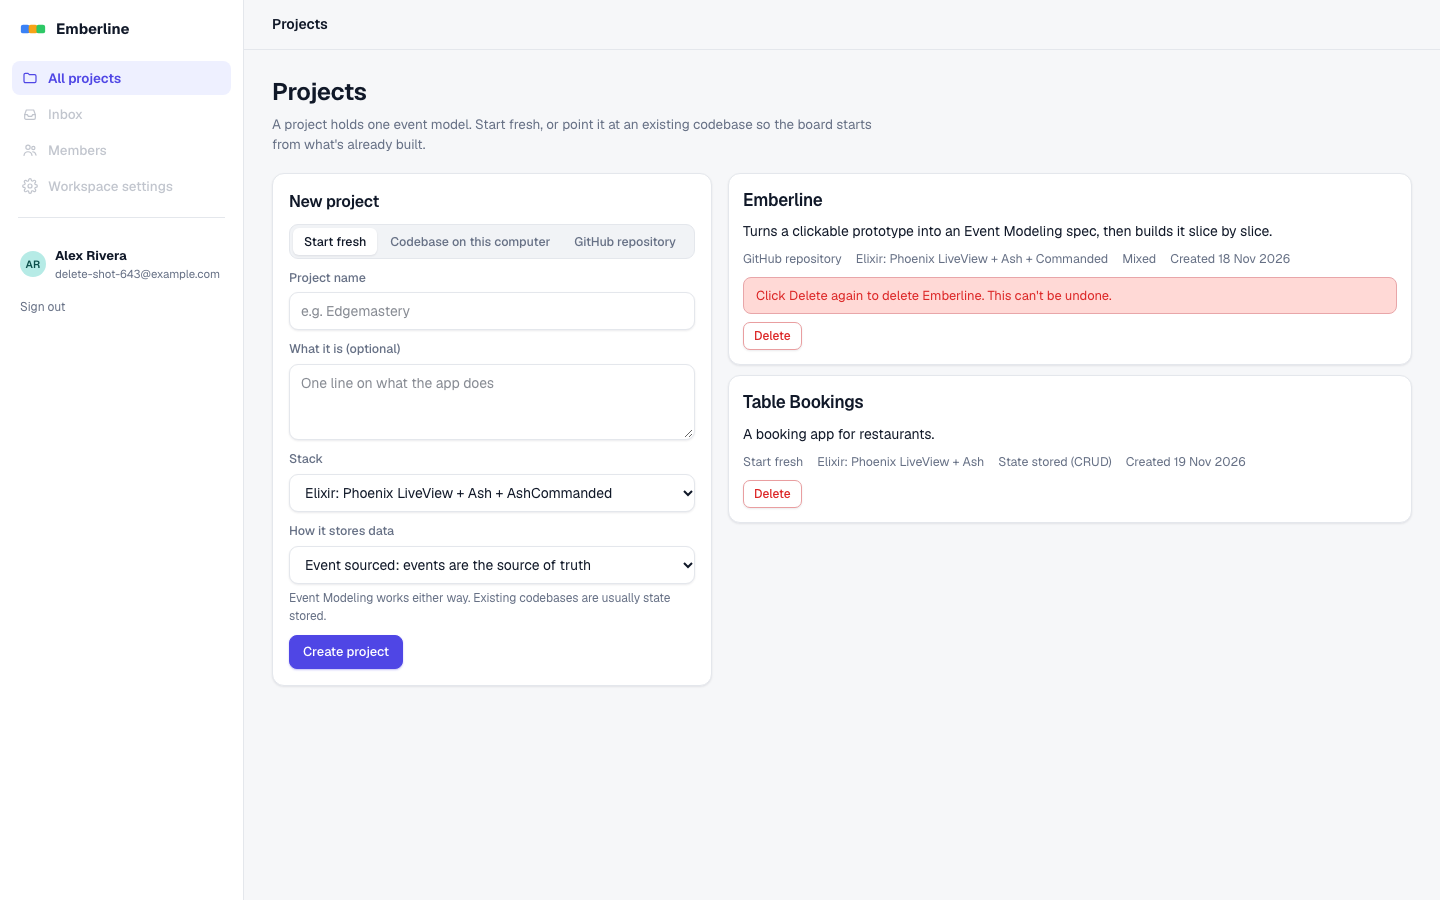 Emberline
All projects
Inbox
Members
Workspace settings
AR
Alex Rivera
delete-shot-643@example.com
Sign out
Projects
Projects
A project holds one event model. Start fresh, or point it at an existing codebase so the board starts
from what's already built.
New project
Start fresh
Codebase on this computer
GitHub repository
Project name
e.g. Edgemastery
What it is (optional)
One line on what the app does
Stack
Elixir: Phoenix LiveView + Ash + AshCommanded
How it stores data
Event sourced: events are the source of truth
Event Modeling works either way. Existing codebases are usually state
stored.
Create project
Emberline
Turns a clickable prototype into an Event Modeling spec, then builds it slice by slice.
GitHub repository Elixir: Phoenix LiveView + Ash + Commanded Mixed Created 18 Nov 2026
Click Delete again to delete Emberline. This can't be undone.
Delete
Table Bookings
A booking app for restaurants.
Start fresh Elixir: Phoenix LiveView + Ash State stored (CRUD) Created 19 Nov 2026
Delete